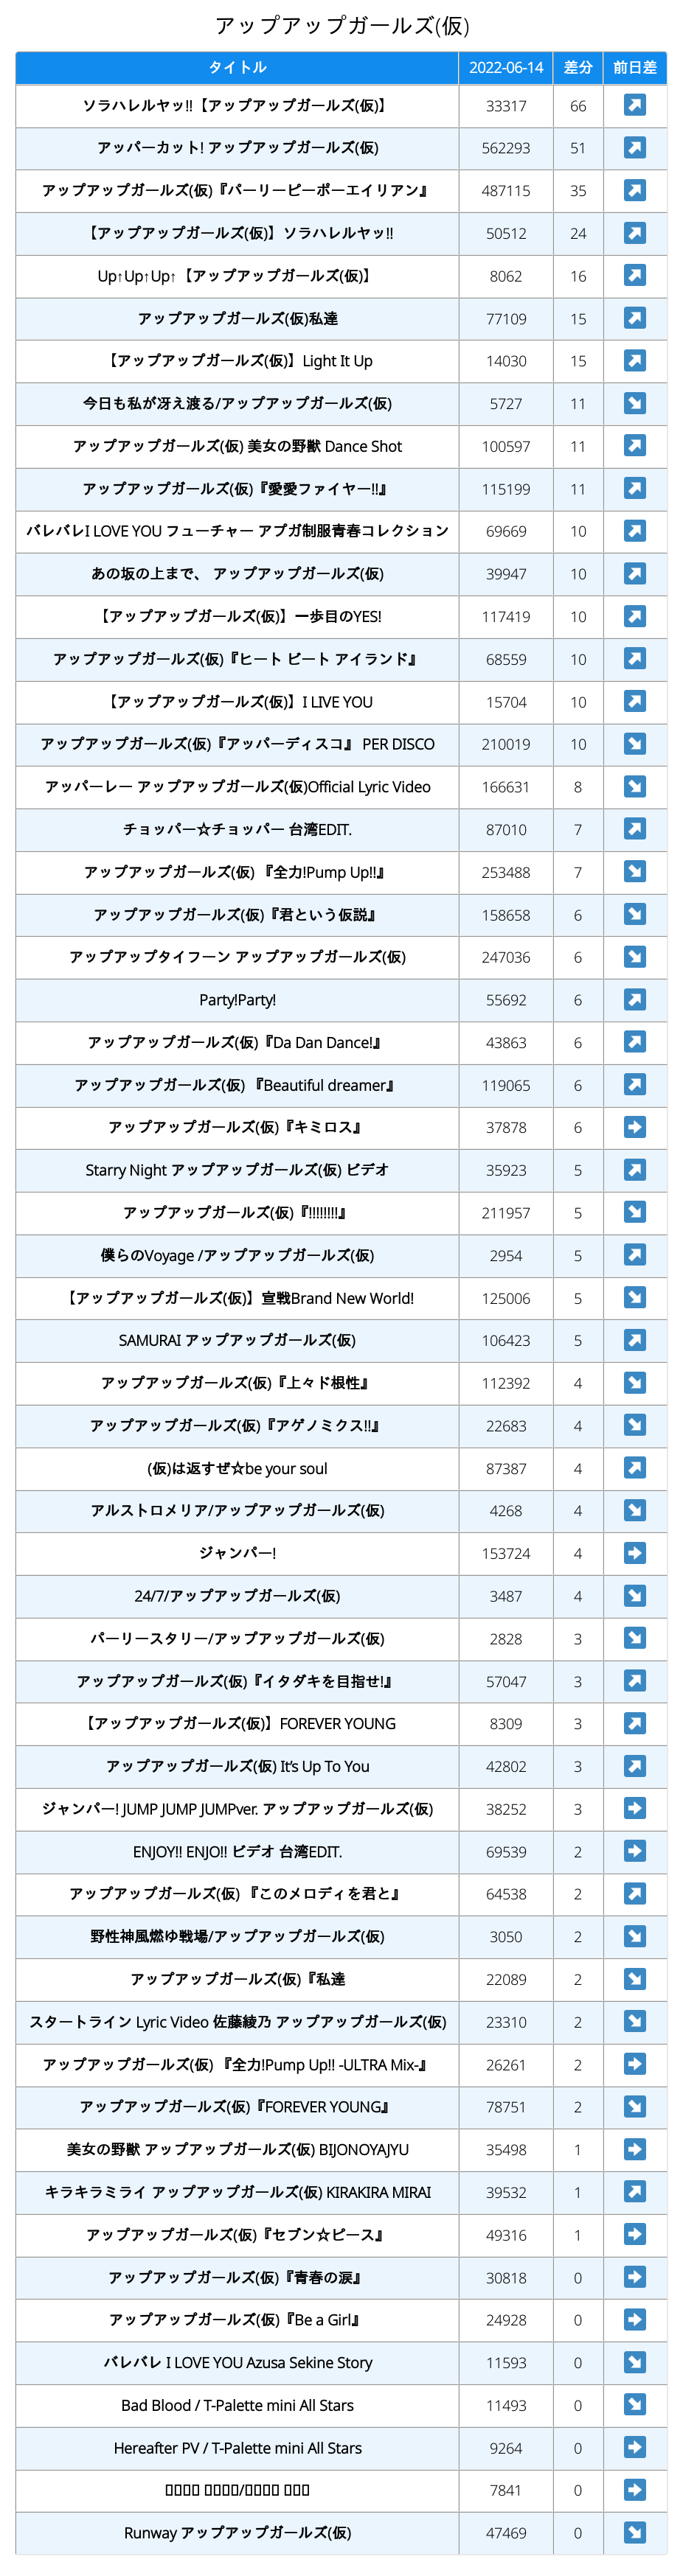 アップアップガールズ(仮)
タイトル 2022-06-14 差分 前日差
ソラハレルヤッ!!【アップアップガールズ(仮)】 33317 66
アッパーカット! アップアップガールズ(仮) 562293 51
アップアップガールズ(仮)『パーリーピーポーエイリアン』 487115 35
【アップアップガールズ(仮)】ソラハレルヤッ!! 50512 24
Up↑Up↑Up↑【アップアップガールズ(仮)】 8062 16
アップアップガールズ(仮)私達 77109 15
【アップアップガールズ(仮)】Light It Up 14030 15
今日も私が冴え渡る/アップアップガールズ(仮) 5727 11
アップアップガールズ(仮) 美女の野獣 Dance Shot 100597 11
アップアップガールズ(仮)『愛愛ファイヤー!!』 115199 11
バレバレI LOVE YOU フューチャー アプガ制服青春コレクション 69669 10
あの坂の上まで、 アップアップガールズ(仮) 39947 10
【アップアップガールズ(仮)】一歩目のYES! 117419 10
アップアップガールズ(仮)『ヒート ビート アイランド』 68559 10
【アップアップガールズ(仮)】I LIVE YOU 15704 10
アップアップガールズ(仮)『アッパーディスコ』 PER DISCO 210019 10
アッパーレー アップアップガールズ(仮)Official Lyric Video 166631 8
チョッパー☆チョッパー 台湾EDIT. 87010 7
アップアップガールズ(仮) 『全力!Pump Up!!』 253488 7
アップアップガールズ(仮)『君という仮説』 158658 6
アップアップタイフーン アップアップガールズ(仮) 247036 6
Party!Party! 55692 6
アップアップガールズ(仮)『Da Dan Dance!』 43863 6
アップアップガールズ(仮) 『Beautiful dreamer』 119065 6
アップアップガールズ(仮)『キミロス』 37878 6
Starry Night アップアップガールズ(仮) ビデオ 35923 5
アップアップガールズ(仮)『!!!!!!!!』 211957 5
僕らのVoyage /アップアップガールズ(仮) 2954 5
【アップアップガールズ(仮)】宣戦Brand New World! 125006 5
SAMURAI アップアップガールズ(仮) 106423 5
アップアップガールズ(仮)『上々ド根性』 112392 4
アップアップガールズ(仮)『アゲノミクス!!』 22683 4
(仮)は返すぜ☆be your soul 87387 4
アルストロメリア/アップアップガールズ(仮) 4268 4
ジャンパー! 153724 4
24/7/アップアップガールズ(仮) 3487 4
パーリースタリー/アップアップガールズ(仮) 2828 3
アップアップガールズ(仮)『イタダキを目指せ!』 57047 3
【アップアップガールズ(仮)】FOREVER YOUNG 8309 3
アップアップガールズ(仮) It's Up To You 42802 3
ジャンパー! JUMP JUMP JUMPver. アップアップガールズ(仮) 38252 3
ENJOY!! ENJO!! ビデオ 台湾EDIT. 69539 2
アップアップガールズ(仮) 『このメロディを君と』 64538 2
野性神風燃ゆ戦場/アップアップガールズ(仮) 3050 2
アップアップガールズ(仮)『私達 22089 2
スタートライン Lyric Video 佐藤綾乃 アップアップガールズ(仮) 23310 2
アップアップガールズ(仮) 『全力!Pump Up!! -ULTRA Mix-』 26261 2
アップアップガールズ(仮)『FOREVER YOUNG』 78751 2
美女の野獣 アップアップガールズ(仮) BIJONOYAJYU 35498 1
キラキラミライ アップアップガールズ(仮) KIRAKIRA MIRAI 39532 1
アップアップガールズ(仮)『セブン☆ピース』 49316 1
アップアップガールズ(仮)『青春の涙』 30818 0
アップアップガールズ(仮)『Be a Girl』 24928 0
バレバレ I LOVE YOU Azusa Sekine Story 11593 0
Bad Blood / T-Palette mini All Stars 11493 0
Hereafter PV / T-Palette mini All Stars 9264 0
7841 0
Runway アップアップガールズ(仮) 47469 0